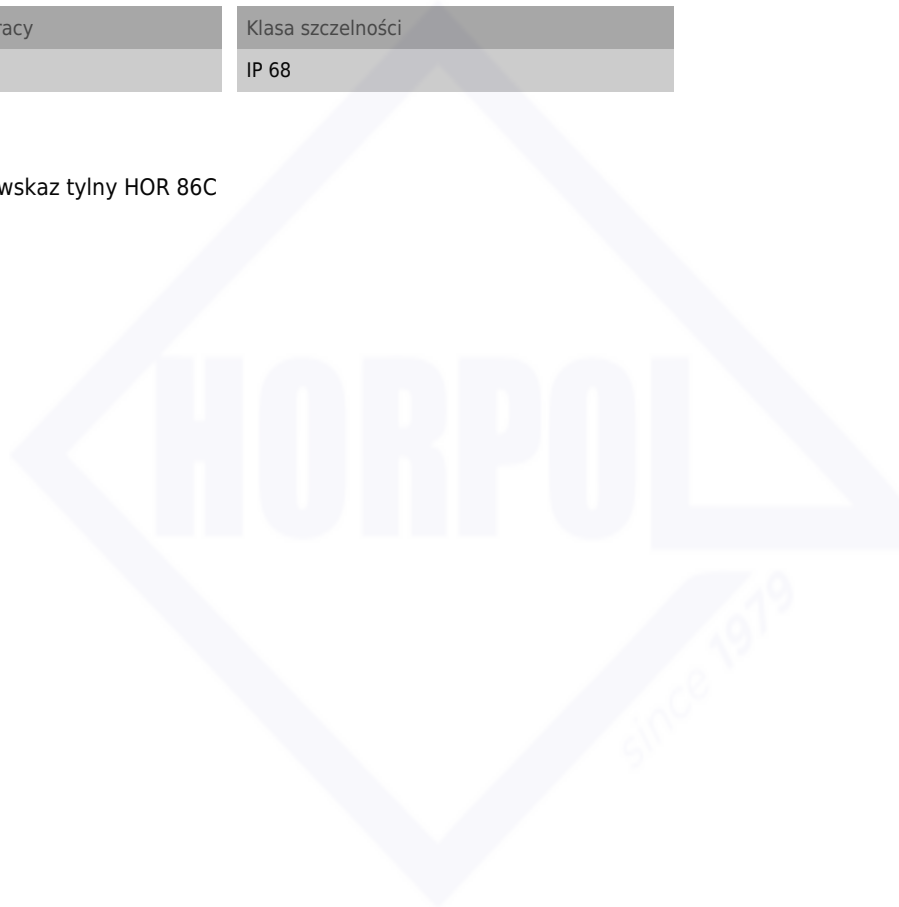 racy Klasa szczelności
IP 68
wskaz tylny HOR 86C
HORPOL
since 1979